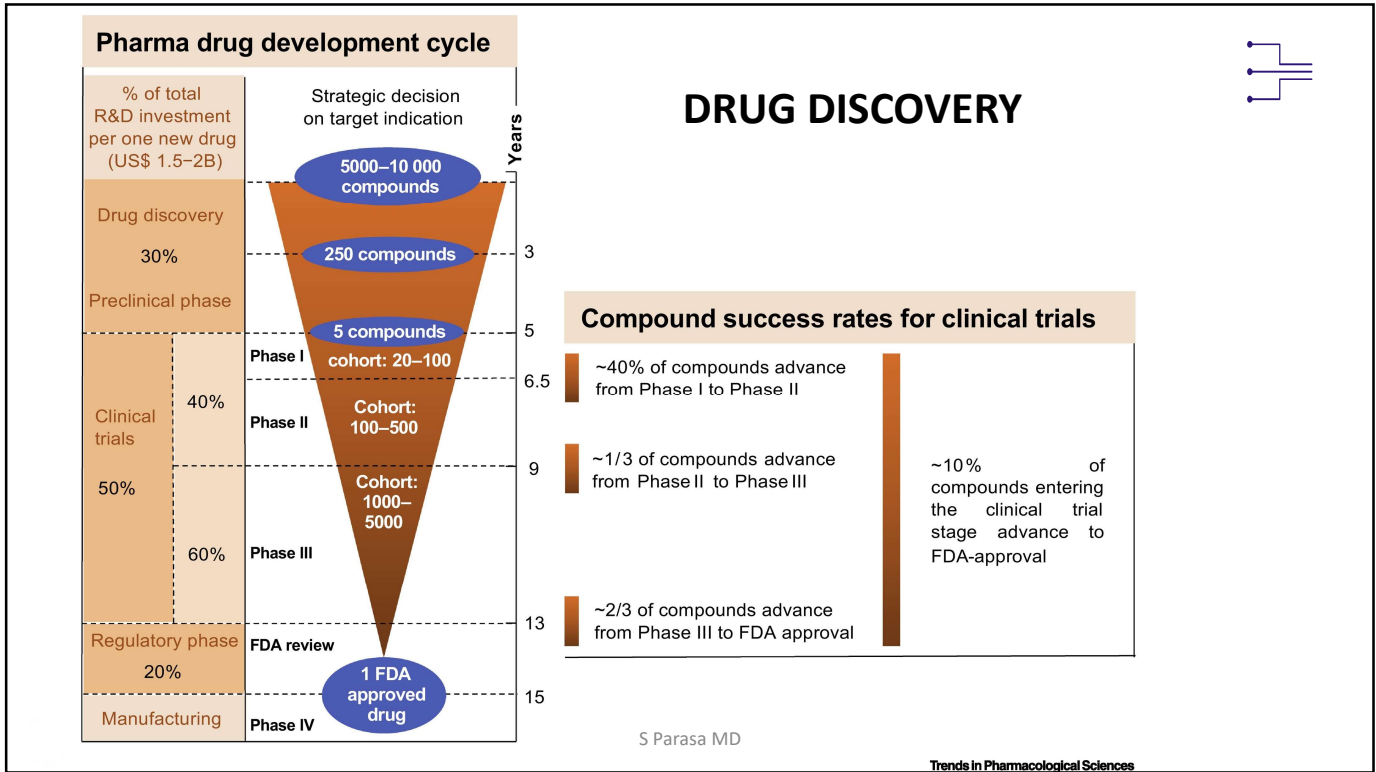 Pharma drug development cycle
% of total
R&D investment
per one new drug
(US$ 1.5–2B)
Strategic decision
on target indication
Years
DRUG DISCOVERY
5000–10 000
compounds
Drug discovery
30%
250 compounds
3
Preclinical phase
5 compounds
5
Phase I
cohort: 20–100
6.5
Clinical
trials
50%
40%
Phase II
Cohort:
100–500
9
60%
Phase III
Cohort:
1000–
5000
13
Regulatory phase
20%
FDA review
1 FDA
approved
drug
15
Manufacturing
Phase IV
Compound success rates for clinical trials
~40% of compounds advance
from Phase I to Phase II
~1/3 of compounds advance
from Phase II to Phase III
~2/3 of compounds advance
from Phase III to FDA approval
~10% of
compounds entering
the clinical trial
stage advance to
FDA-approval
S Parasa MD
Trends in Pharmacological Sciences